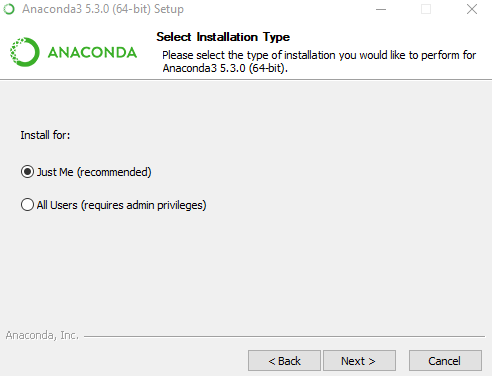 Anaconda3 5.3.0 (64-bit) Setup
ANACONDA
Select Installation Type
Please select the type of installation you would like to perform for
Anaconda3 5.3.0 (64-bit).
Install for:
Just Me (recommended)
All Users (requires admin privileges)
Anaconda, Inc.
< Back
Next >
Cancel